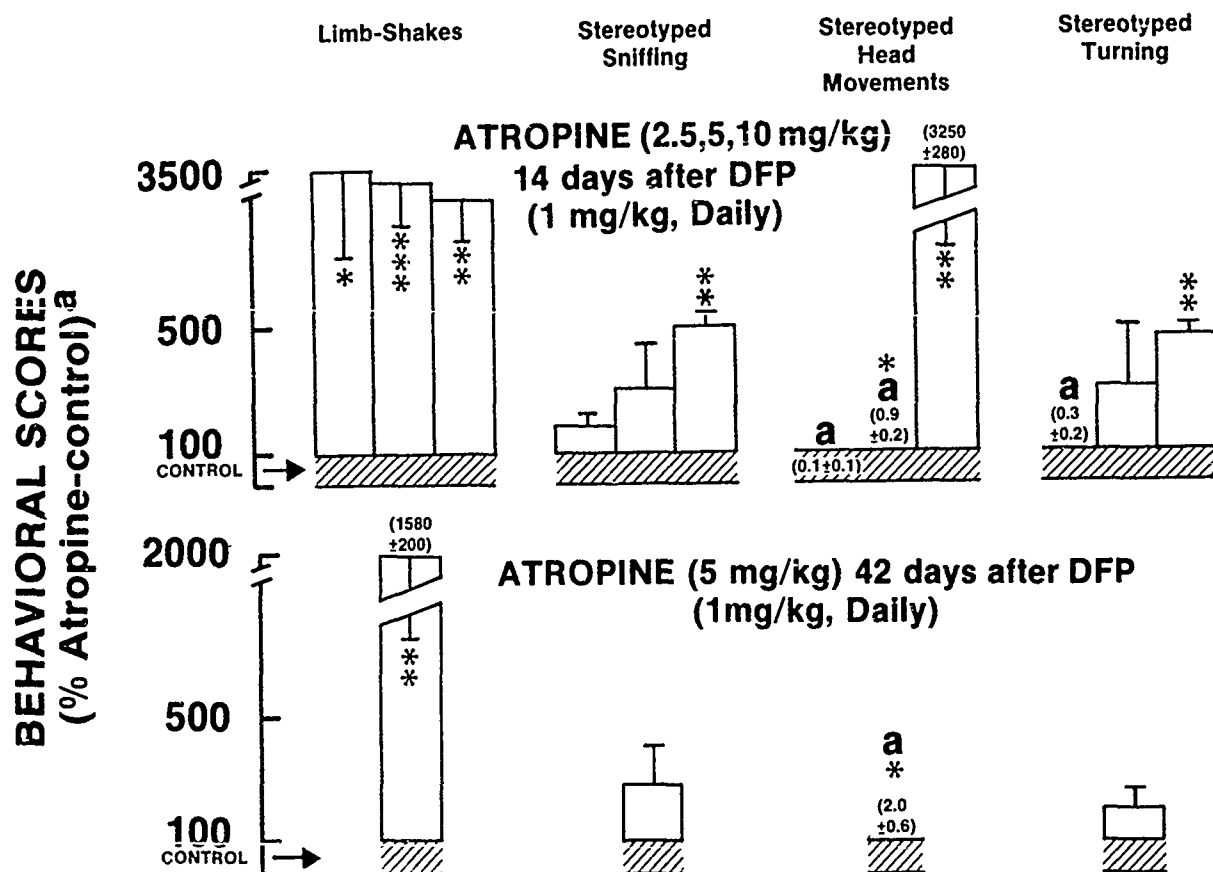 Limb-Shakes
Stereotyped
Sniffing
Stereotyped
Head
Movements
Stereotyped
Turning
BEHAVIORAL SCORES
(% Atropine-control)a
ATROPINE (2.5,5,10 mg/kg)
14 days after DFP
(1 mg/kg, Daily)
3500
500
100
CONTROL
*
***
**
**
a
(0.1±0.1)
*
a
(0.9
±0.2)
(3250
±280)
**
a
(0.3
±0.2)
**
ATROPINE (5 mg/kg) 42 days after DFP
(1mg/kg, Daily)
2000
500
100
CONTROL
(1580
±200)
**
a
*
(2.0
±0.6)